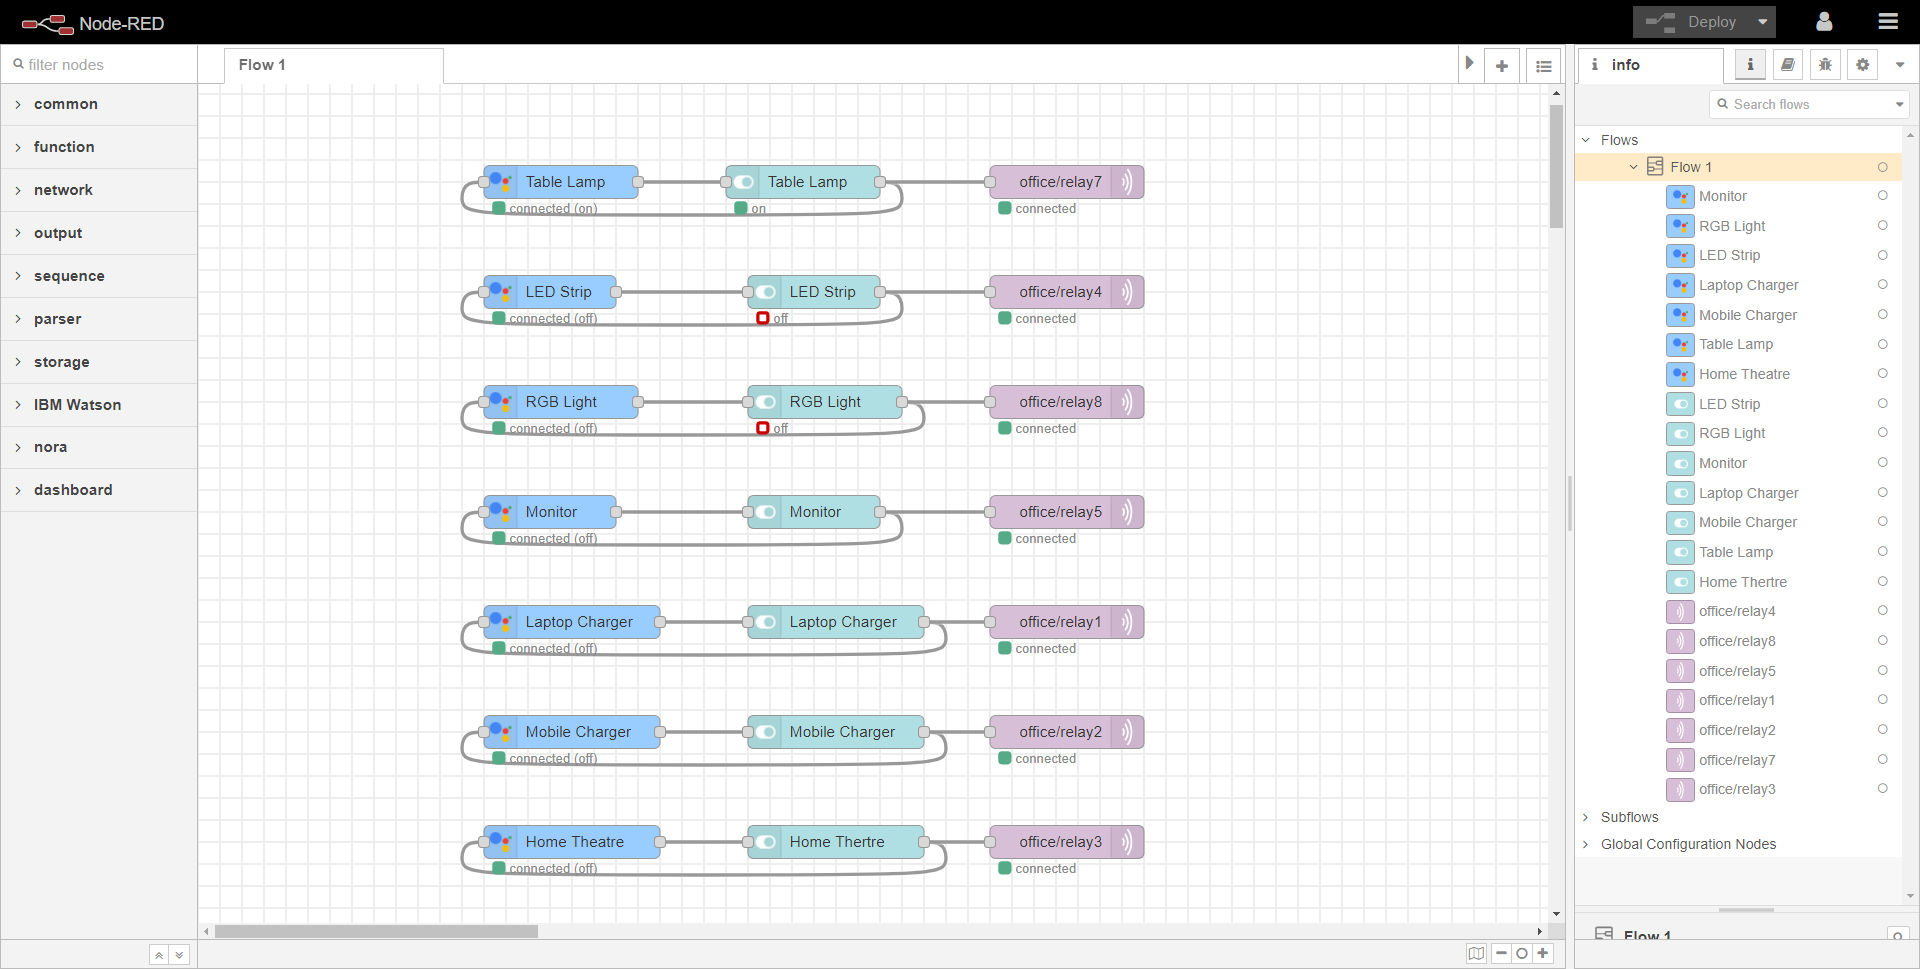 Node-RED
Deploy
filter nodes
common
function
network
output
sequence
parser
storage
IBM Watson
nora
dashboard
Flow 1
Table Lamp
connected (on)
Table Lamp
on
office/relay7
connected
LED Strip
connected (off)
LED Strip
off
office/relay4
connected
RGB Light
connected (off)
RGB Light
off
office/relay8
connected
Monitor
connected (off)
Monitor
office/relay5
connected
Laptop Charger
connected (off)
Laptop Charger
office/relay1
connected
Mobile Charger
connected (off)
Mobile Charger
office/relay2
connected
Home Theatre
connected (off)
Home Thertre
office/relay3
connected
i info
i
Search flows
Flows
Flow 1
Monitor
RGB Light
LED Strip
Laptop Charger
Mobile Charger
Table Lamp
Home Theatre
LED Strip
RGB Light
Monitor
Laptop Charger
Mobile Charger
Table Lamp
Home Thertre
office/relay4
office/relay8
office/relay5
office/relay1
office/relay2
office/relay7
office/relay3
Subflows
Global Configuration Nodes
Flow 1